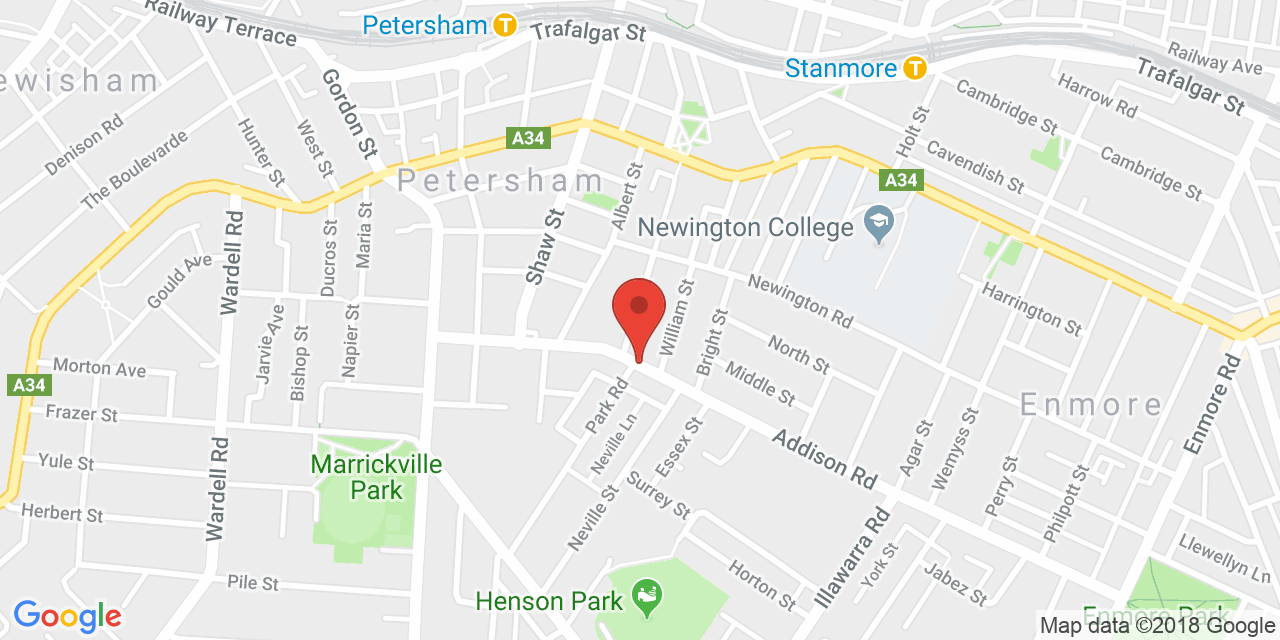 Railway Terrace
Petersham
T
Trafalgar St
Stanmore
T
Railway Ave
Trafalgar St
Harrow Rd
Cambridge St
Cambridge St
Cavendish St
Holt St
ewisham
Gordon St
Denison Rd
The Boulevarde
Hunter St
West St
A34
Petersham
Albert St
A34
Newington College
Wardell Rd
Ducros St
Maria St
Shaw St
Gould Ave
Newington Rd
Harrington St
William St
Bright St
Jarvie Ave
Bishop St
Napier St
North St
Middle St
Morton Ave
A34
Frazer St
Enmore
Enmore Rd
Park Rd
Neville Ln
Essex St
Addison Rd
Agar St
Wemyss St
Perry St
Philpott St
Wardell Rd
Marrickville
Park
Yule St
Herbert St
Surrey St
Neville St
Illawarra Rd
York St
Jabez St
Llewellyn Ln
Horton St
Pile St
Henson Park
Enmore Park
Google
Map data ©2018 Google